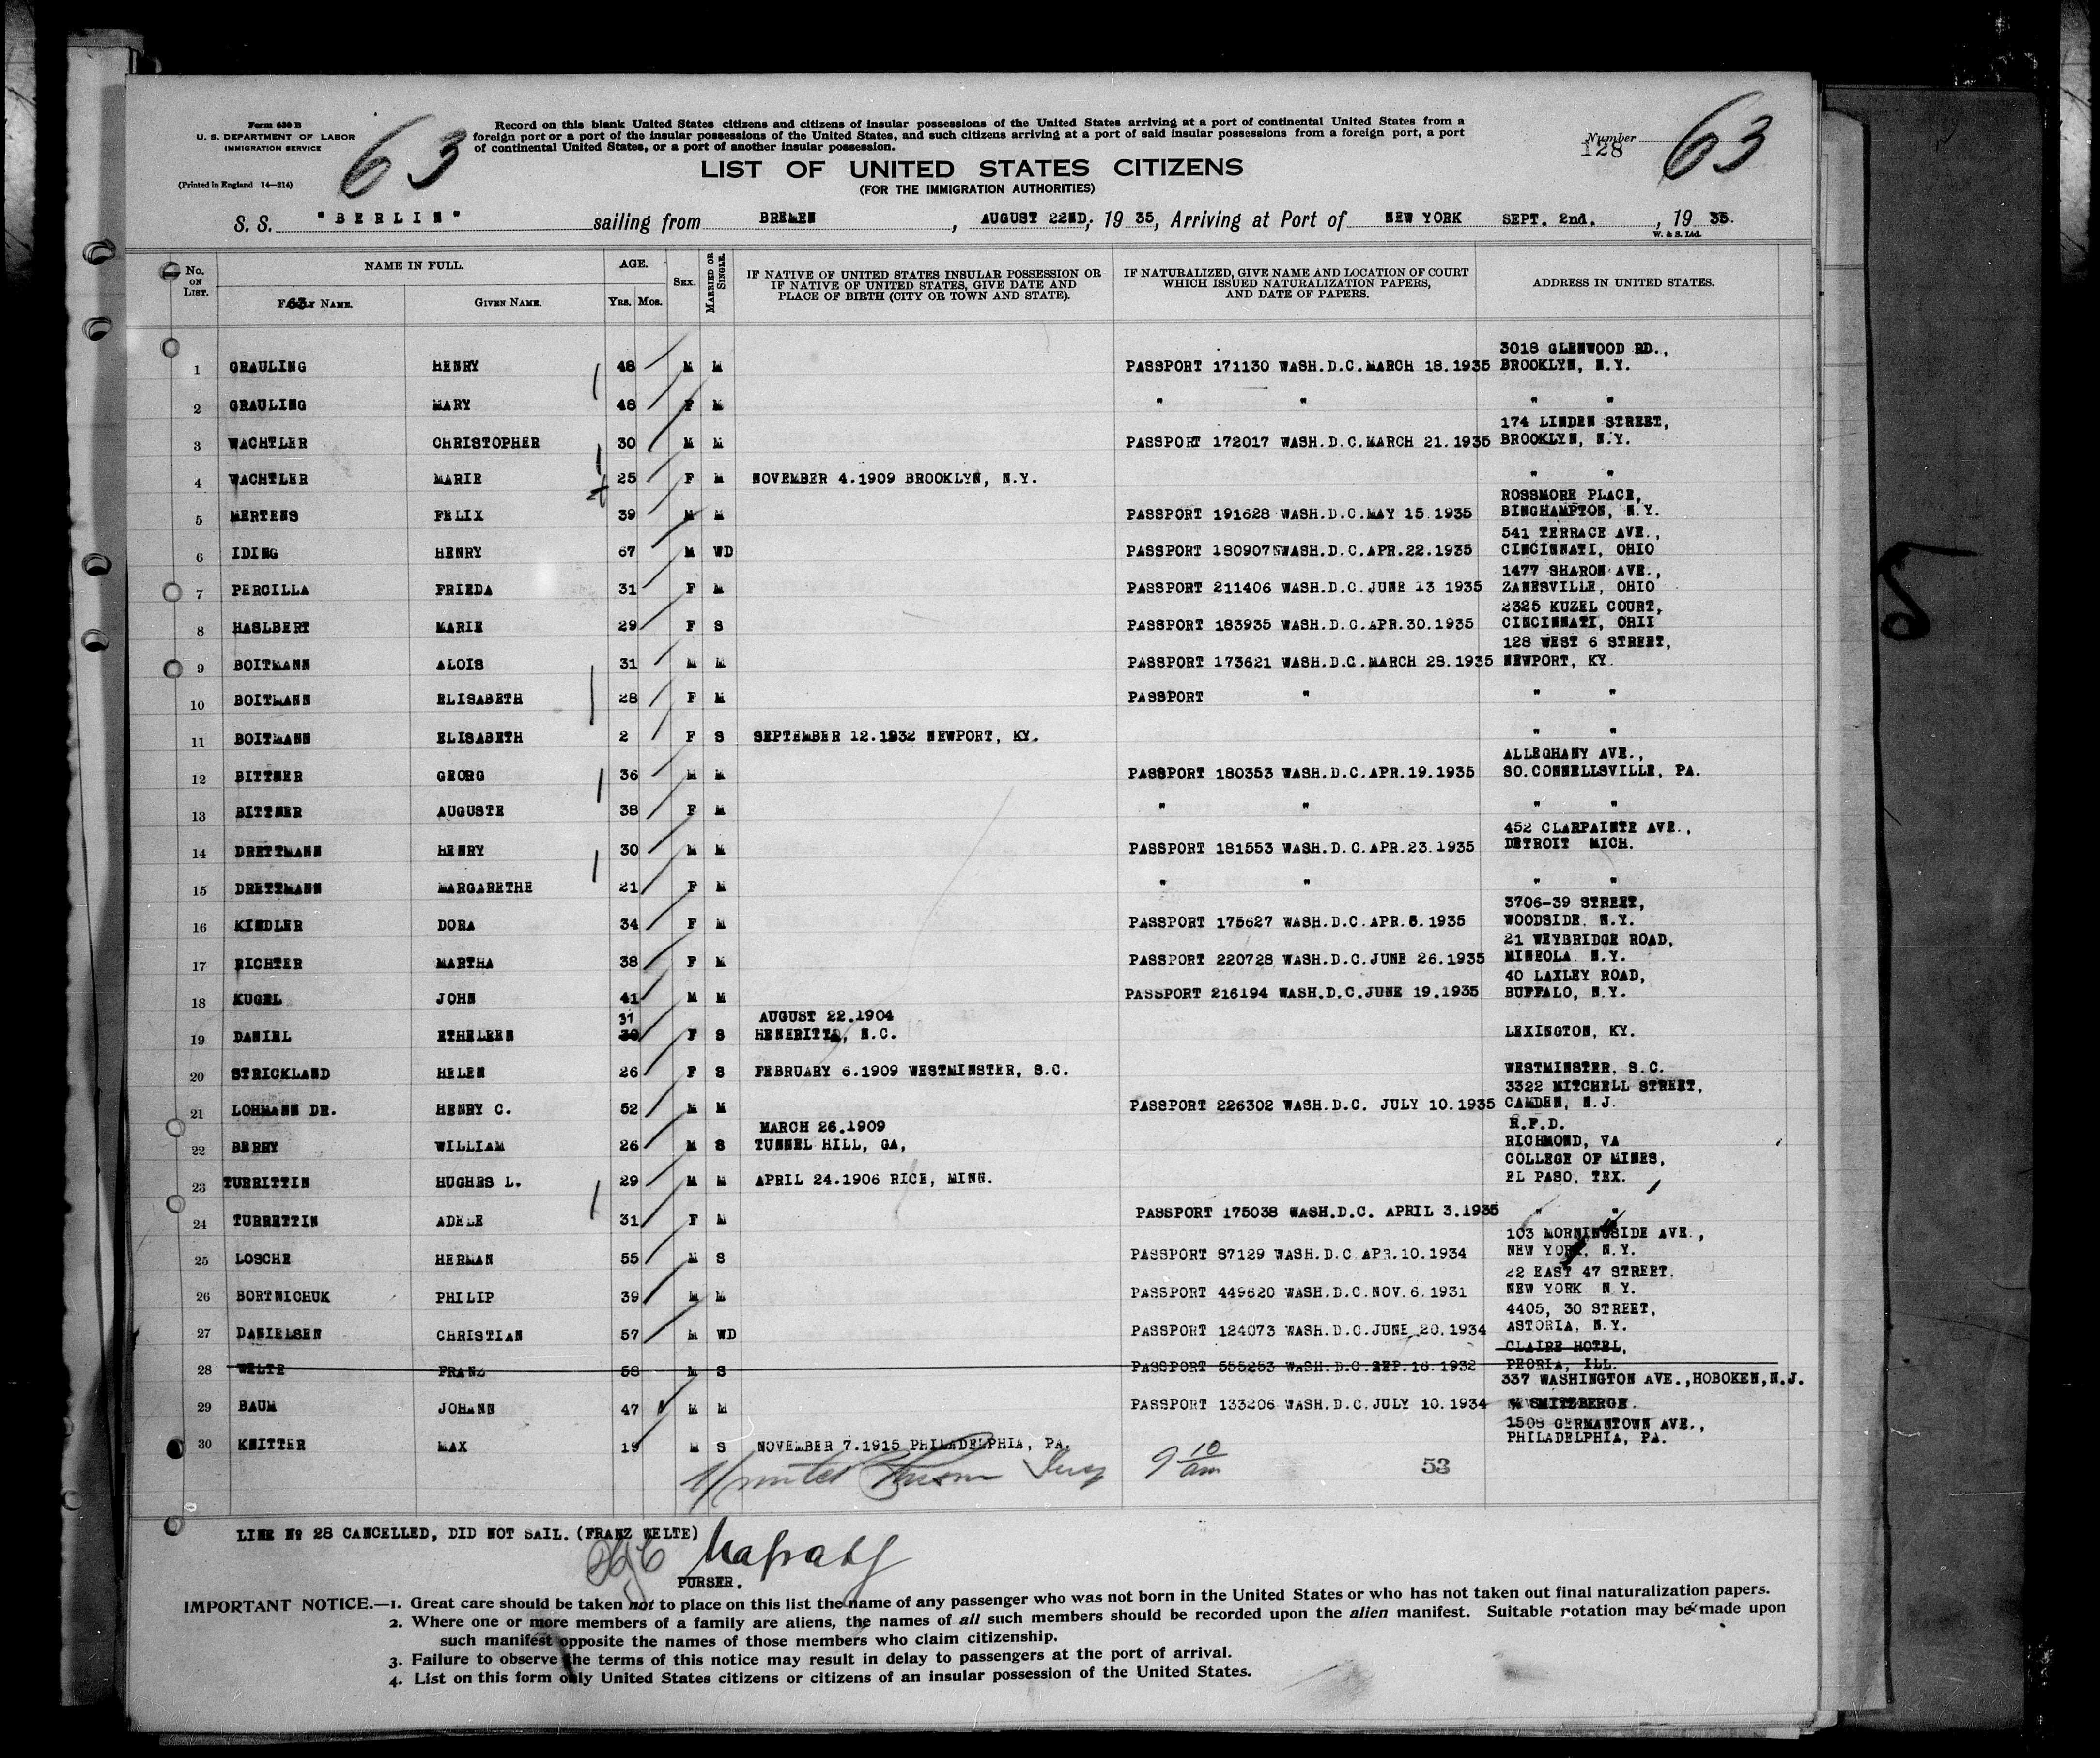 Form 630 B
U. S. DEPARTMENT OF LABOR
IMMIGRATION SERVICE
(Printed in England 14—214)
63
Record on this blank United States citizens and citizens of insular possessions of the United States arriving at a port of continental United States from a
foreign port or a port of the insular possessions of the United States, and such citizens arriving at a port of said insular possessions from a foreign port, a port
of continental United States, or a port of another insular possession.
Number 128
63
LIST OF UNITED STATES CITIZENS
(FOR THE IMMIGRATION AUTHORITIES)
S. S. "BERLIN" sailing from BREMEN, AUGUST 22ND, 19 35, Arriving at Port of NEW YORK SEPT. 2nd., 19 35.
W. & S. Ltd.
No. ON LIST. NAME IN FULL. AGE. SEX. MARRIED OR SINGLE. IF NATIVE OF UNITED STATES INSULAR POSSESSION OR IF NATIVE OF UNITED STATES, GIVE DATE AND PLACE OF BIRTH (CITY OR TOWN AND STATE). IF NATURALIZED, GIVE NAME AND LOCATION OF COURT WHICH ISSUED NATURALIZATION PAPERS, AND DATE OF PAPERS. ADDRESS IN UNITED STATES.
FAMILY NAME. 63 GIVEN NAME. YRS. MOS.
3018 GLENWOOD RD.,
1 GRAULING HENRY 48 M M PASSPORT 171130 WASH.D.C.MARCH 18.1935 BROOKLYN, N.Y.
2 GRAULING MARY 48 F M " " " "
174 LINDEN STREET,
3 WACHTLER CHRISTOPHER 30 M M PASSPORT 172017 WASH.D.C.MARCH 21.1935 BROOKLYN, N.Y.
4 WACHTLER MARIE 25 F M NOVEMBER 4.1909 BROOKLYN, N.Y. " "
ROSSMORE PLACE,
5 MERTENS FELIX 39 M M PASSPORT 191628 WASH.D.C.MAY 15.1935 BINGHAMPTON, N.Y.
541 TERRACE AVE.,
6 IDING HENRY 67 M WD PASSPORT 180907 WASH.D.C.APR.22.1935 CINCINNATI, OHIO
1477 SHARON AVE.,
7 PERCILLA FRIEDA 31 F M PASSPORT 211406 WASH.D.C.JUNE 13 1935 ZANESVILLE, OHIO
2325 KUZEL COURT,
8 HASLBERT MARIE 29 F S PASSPORT 183935 WASH.D.C.APR.30.1935 CINCINNATI, OHII
128 WEST 6 STREET,
9 BOITMANN ALOIS 31 M M PASSPORT 173621 WASH.D.C.MARCH 28.1935 NEWPORT, KY.
10 BOITMANN ELISABETH 28 F M PASSPORT " " "
11 BOITMANN ELISABETH 2 F S SEPTEMBER 12.1932 NEWPORT, KY. " "
ALLEGHANY AVE.,
12 BITTNER GEORG 36 M M PASSPORT 180353 WASH.D.C.APR.19.1935 SO.CONNELLSVILLE, PA.
13 BITTNER AUGUSTE 38 F M " " " "
452 CLARPAINTE AVE.,
14 DRETTMANN HENRY 30 M M PASSPORT 181553 WASH.D.C.APR.23.1935 DETROIT MICH.
15 DRETTMANN MARGARETHE 21 F M " " " "
3706-39 STREET,
16 KINDLER DORA 34 F M PASSPORT 175627 WASH.D.C.APR.5.1935 WOODSIDE, N.Y.
21 WEYBRIDGE ROAD,
17 RICHTER MARTHA 38 F M PASSPORT 220728 WASH.D.C.JUNE 26.1935 MINEOLA N.Y.
40 LAXLEY ROAD,
18 KUGEL JOHN 41 M M PASSPORT 216194 WASH.D.C.JUNE 19.1935 BUFFALO, N.Y.
31 AUGUST 22.1904
19 DANIEL ETHELEEN 30 F S HENERITTA, N.C. LEXINGTON, KY.
20 STRICKLAND HELEN 26 F S FEBRUARY 6.1909 WESTMINSTER, S.C. WESTMINSTER, S.C.
3322 MITCHELL STREET,
21 LOHMANN DR. HENRY C. 52 M M PASSPORT 226302 WASH.D.C. JULY 10.1935 CAMDEN, N.J.
MARCH 26.1909 R.F.D.
22 BERRY WILLIAM 26 M S TUNNEL HILL, GA, RICHMOND, VA
COLLEGE OF MINES,
23 TURRITTIN HUGHES L. 29 M M APRIL 24.1906 RICE, MINN. EL PASO, TEX.
24 TURRETTIN ADELE 31 F M PASSPORT 175038 WASH.D.C. APRIL 3.1935 " "
103 MORNINGSIDE AVE.,
25 LOSCHE HERMAN 55 M S PASSPORT 87129 WASH.D.C APR.10.1934 NEW YORK, N.Y.
22 EAST 47 STREET.
26 BORTNICHUK PHILIP 39 M M PASSPORT 449620 WASH.D.C.NOV.6.1931 NEW YORK N.Y.
4405, 30 STREET,
27 DANIELSEN CHRISTIAN 57 M WD PASSPORT 124073 WASH.D.C.JUNE 20.1934 ASTORIA, N.Y.
CLAIRE HOTEL,
28 WELTE FRANZ 58 M S PASSPORT 555253 WASH.D.C.SEP.16.1932 PEORIA, ILL.
337 WASHINGTON AVE.,HOBOKEN,N.J.
29 BAUM JOHANN 47 M M PASSPORT 133206 WASH.D.C.JULY 10.1934 SMITZBERGE.
1508 GERMANTOWN AVE.,
30 KNITTER MAX 19 M S NOVEMBER 7.1915 PHILADELPHIA, PA. PHILADELPHIA, PA.
9 10 am 53
LINE Nº 28 CANCELLED, DID NOT SAIL. (FRANZ WELTE)
PURSER.
IMPORTANT NOTICE.—1. Great care should be taken not to place on this list the name of any passenger who was not born in the United States or who has not taken out final naturalization papers.
2. Where one or more members of a family are aliens, the names of all such members should be recorded upon the alien manifest. Suitable rotation may be made upon
such manifest opposite the names of those members who claim citizenship.
3. Failure to observe the terms of this notice may result in delay to passengers at the port of arrival.
4. List on this form only United States citizens or citizens of an insular possession of the United States.